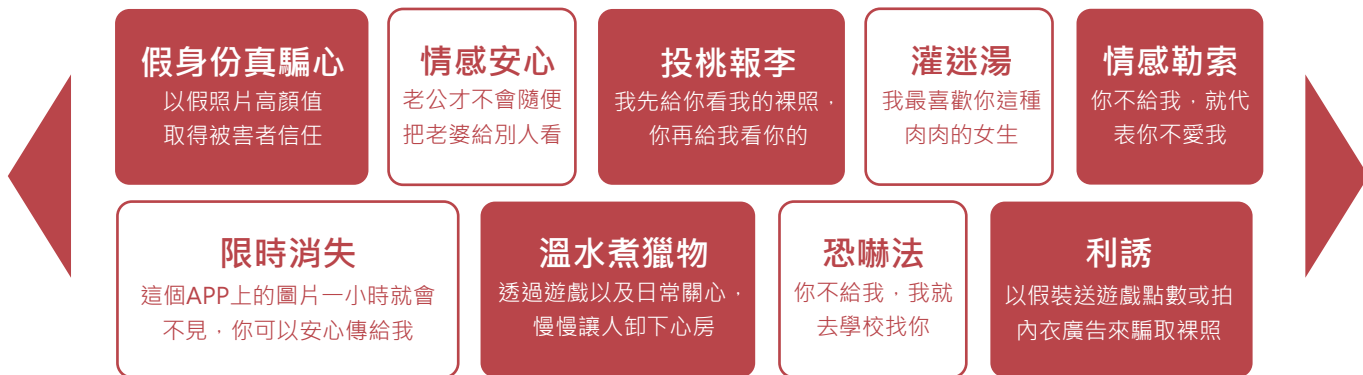 假身份真騙心
以假照片高顏值
取得被害者信任
情感安心
老公才不會隨便
把老婆給別人看
投桃報李
我先給你看我的裸照，
你再給我看你的
灌迷湯
我最喜歡你這種
肉肉的女生
情感勒索
你不給我，就代
表你不愛我
限時消失
這個APP上的圖片一小時就會
不見，你可以安心傳給我
溫水煮獵物
透過遊戲以及日常關心，
慢慢讓人卸下心房
恐嚇法
你不給我，我就
去學校找你
利誘
以假裝送遊戲點數或拍
內衣廣告來騙取裸照